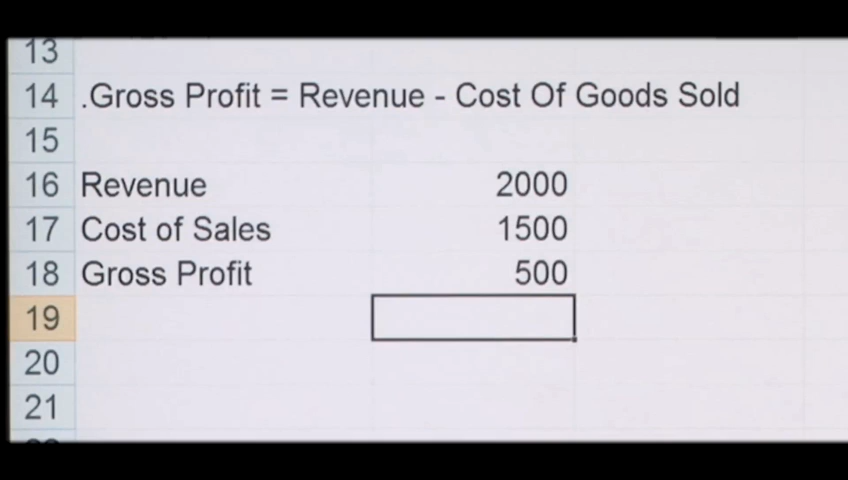 13
14 .Gross Profit = Revenue - Cost Of Goods Sold
15
16 Revenue 2000
17 Cost of Sales 1500
18 Gross Profit 500
19
20
21